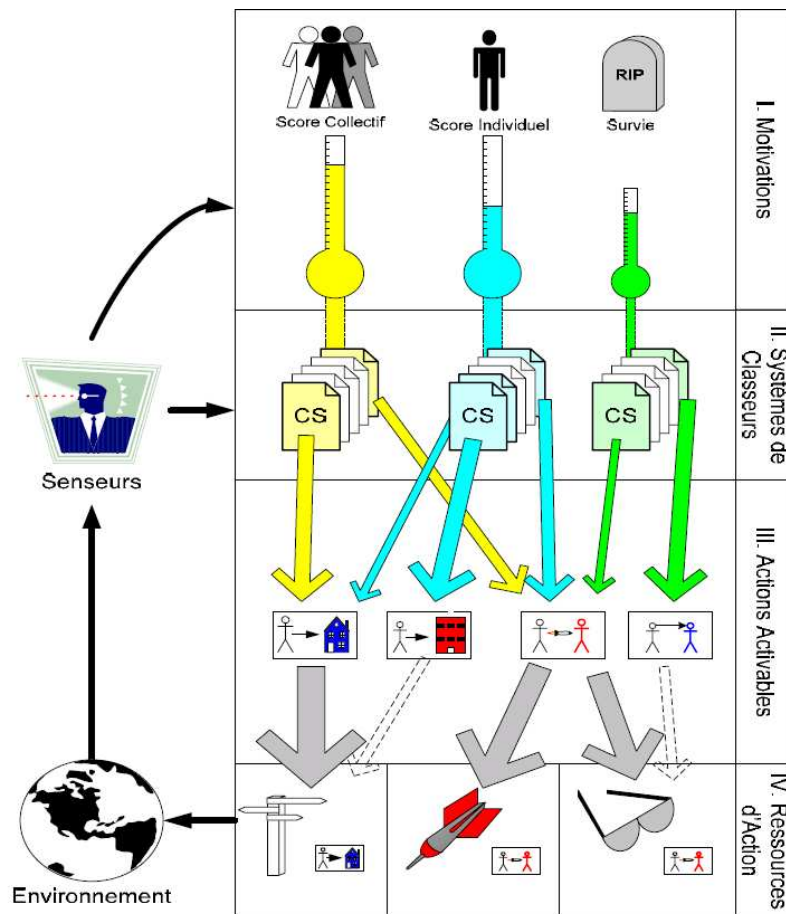 RIP
Score Collectif
Score Individuel
Survie
I. Motivations
II. Systèmes de
Classeurs
CS
CS
CS
Senseurs
III. Actions Activables
IV. Ressources
d'Action
Environnement